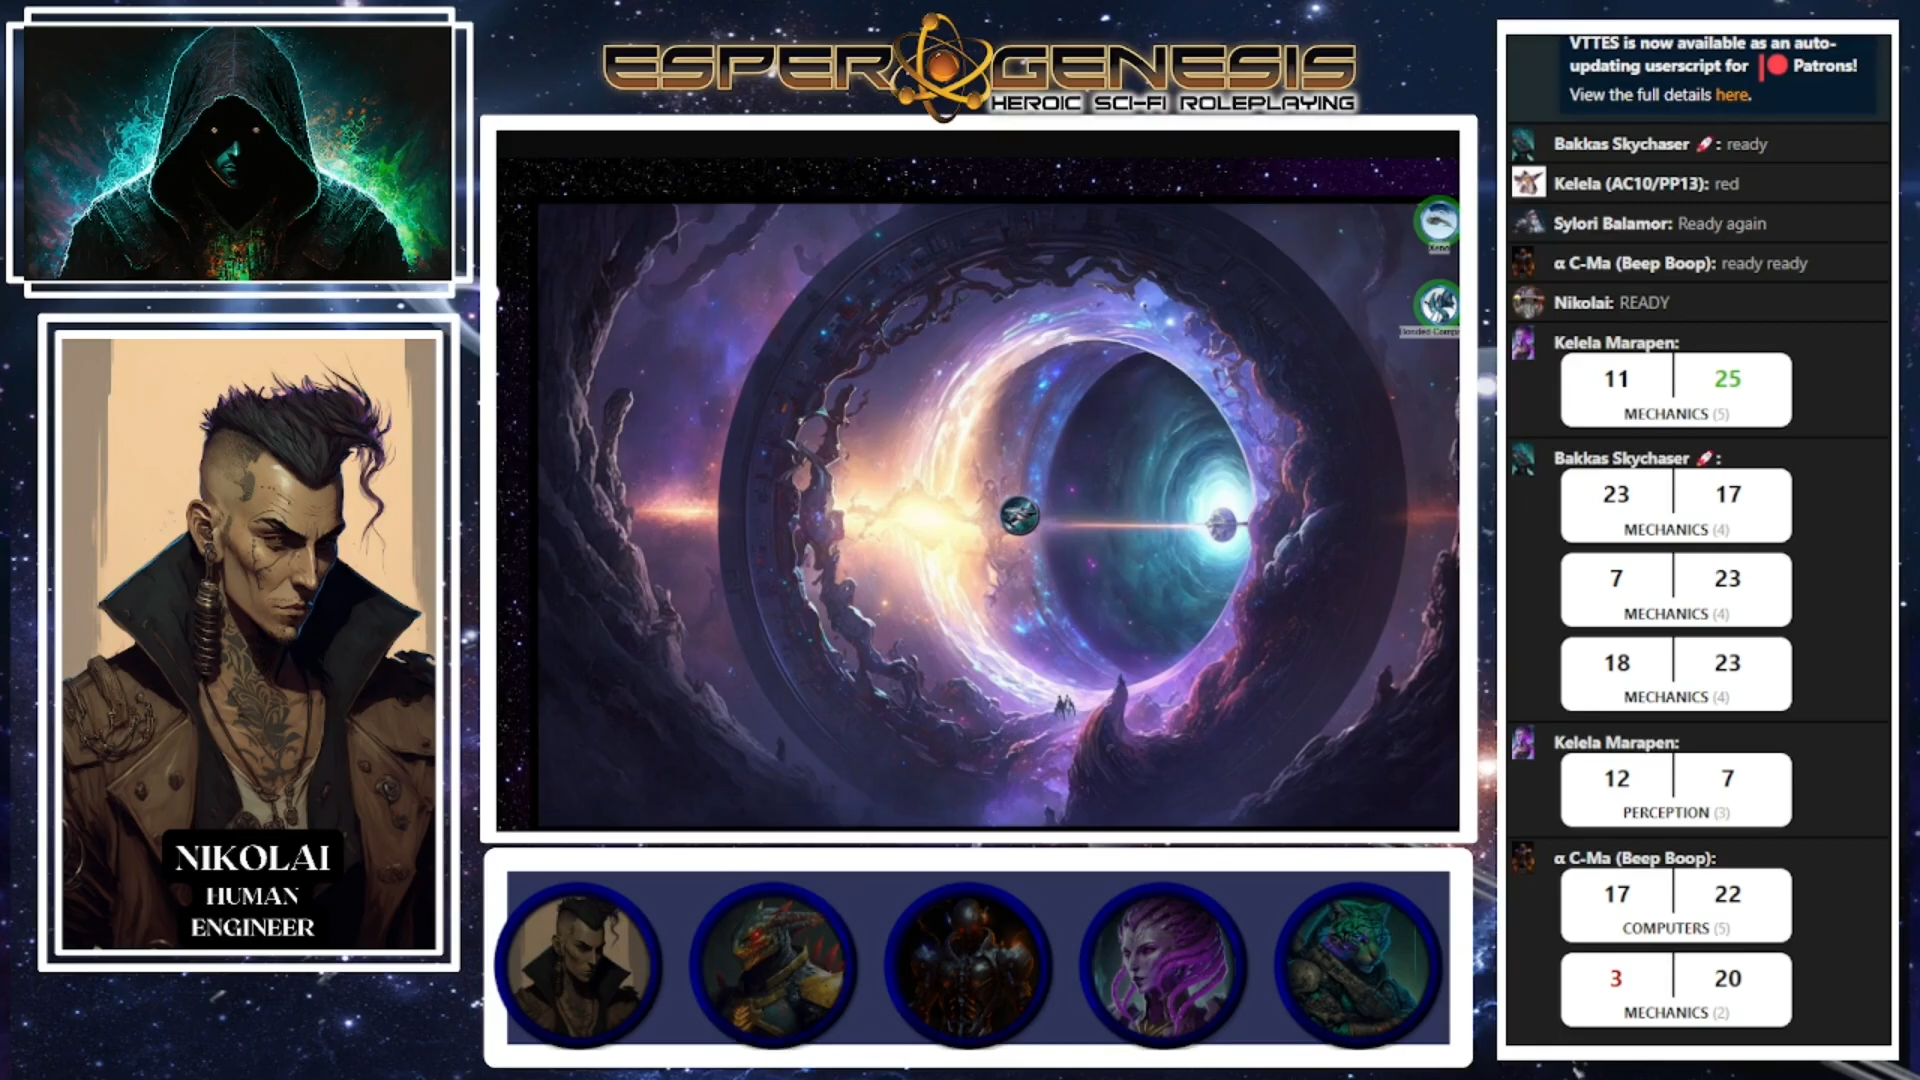 ESPER GENESIS
HEROIC SCI-FI ROLEPLAYING
NIKOLAI
HUMAN
ENGINEER
Xeno
VTTES is now available as an auto-
updating userscript for Patrons!
View the full details here.
Bakkas Skychaser 🚀 : ready
Kelela (AC10/PP13): red
Sylori Balamor: Ready again
α C-Ma (Beep Boop): ready ready
Nikolai: READY
Kelela Marapen:
11 25
MECHANICS (5)
Bakkas Skychaser 🚀 :
23 17
MECHANICS (4)
7 23
MECHANICS (4)
18 23
MECHANICS (4)
Kelela Marapen:
12 7
PERCEPTION (3)
α C-Ma (Beep Boop):
17 22
COMPUTERS (5)
3 20
MECHANICS (2)